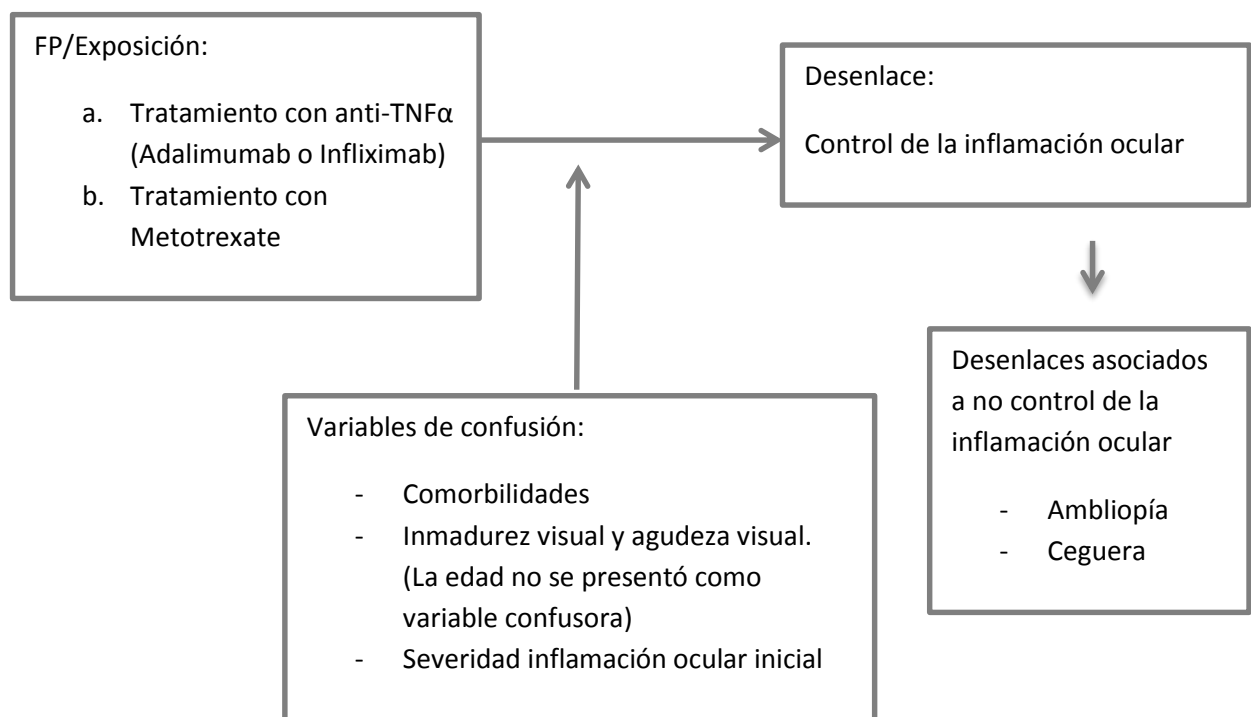 FP/Exposición:
a. Tratamiento con anti-TNFα
(Adalimumab o Infliximab)
b. Tratamiento con
Metotrexate
Desenlace:
Control de la inflamación ocular
Variables de confusión:
- Comorbilidades
- Inmadurez visual y agudeza visual.
(La edad no se presentó como
variable confusora)
- Severidad inflamación ocular inicial
Desenlaces asociados
a no control de la
inflamación ocular
- Ambliopía
- Ceguera